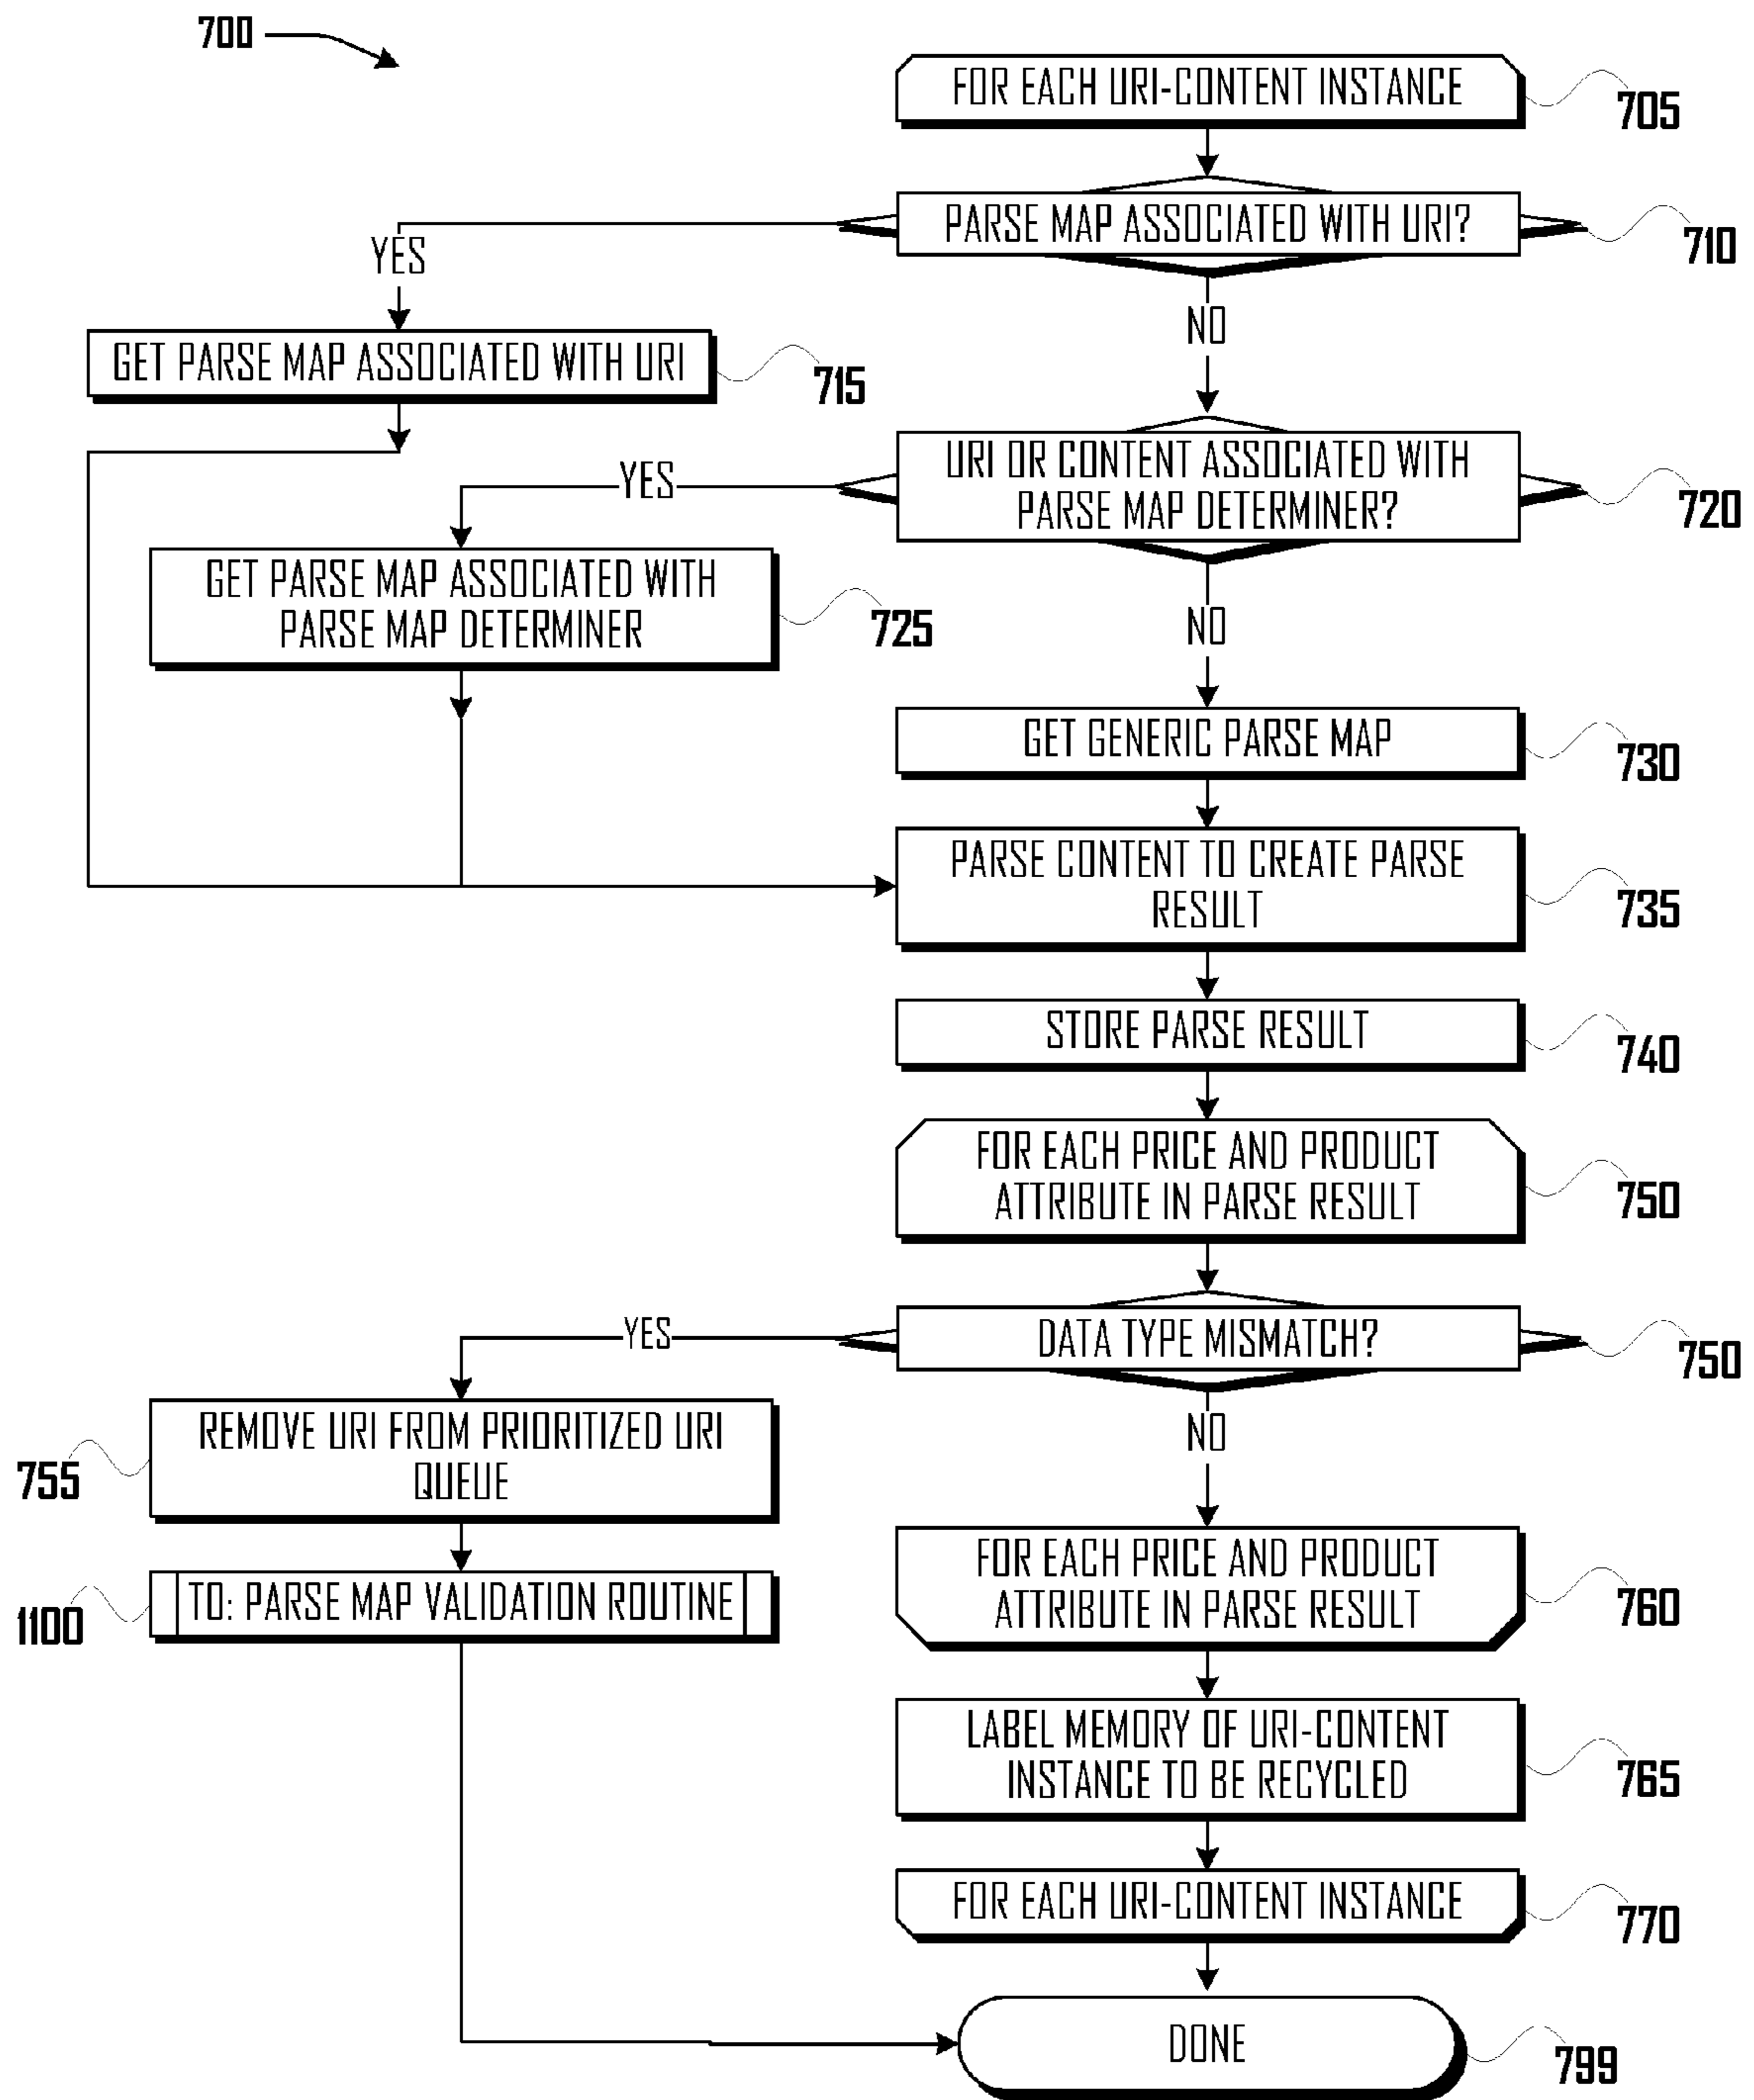 700
FOR EACH URI-CONTENT INSTANCE
705
PARSE MAP ASSOCIATED WITH URI?
710
YES
NO
GET PARSE MAP ASSOCIATED WITH URI
715
URI OR CONTENT ASSOCIATED WITH
PARSE MAP DETERMINER?
720
YES
NO
GET PARSE MAP ASSOCIATED WITH
PARSE MAP DETERMINER
725
GET GENERIC PARSE MAP
730
PARSE CONTENT TO CREATE PARSE
RESULT
735
STORE PARSE RESULT
740
FOR EACH PRICE AND PRODUCT
ATTRIBUTE IN PARSE RESULT
750
DATA TYPE MISMATCH?
750
YES
NO
REMOVE URI FROM PRIORITIZED URI
QUEUE
755
TO: PARSE MAP VALIDATION ROUTINE
1100
FOR EACH PRICE AND PRODUCT
ATTRIBUTE IN PARSE RESULT
760
LABEL MEMORY OF URI-CONTENT
INSTANCE TO BE RECYCLED
765
FOR EACH URI-CONTENT INSTANCE
770
DONE
799